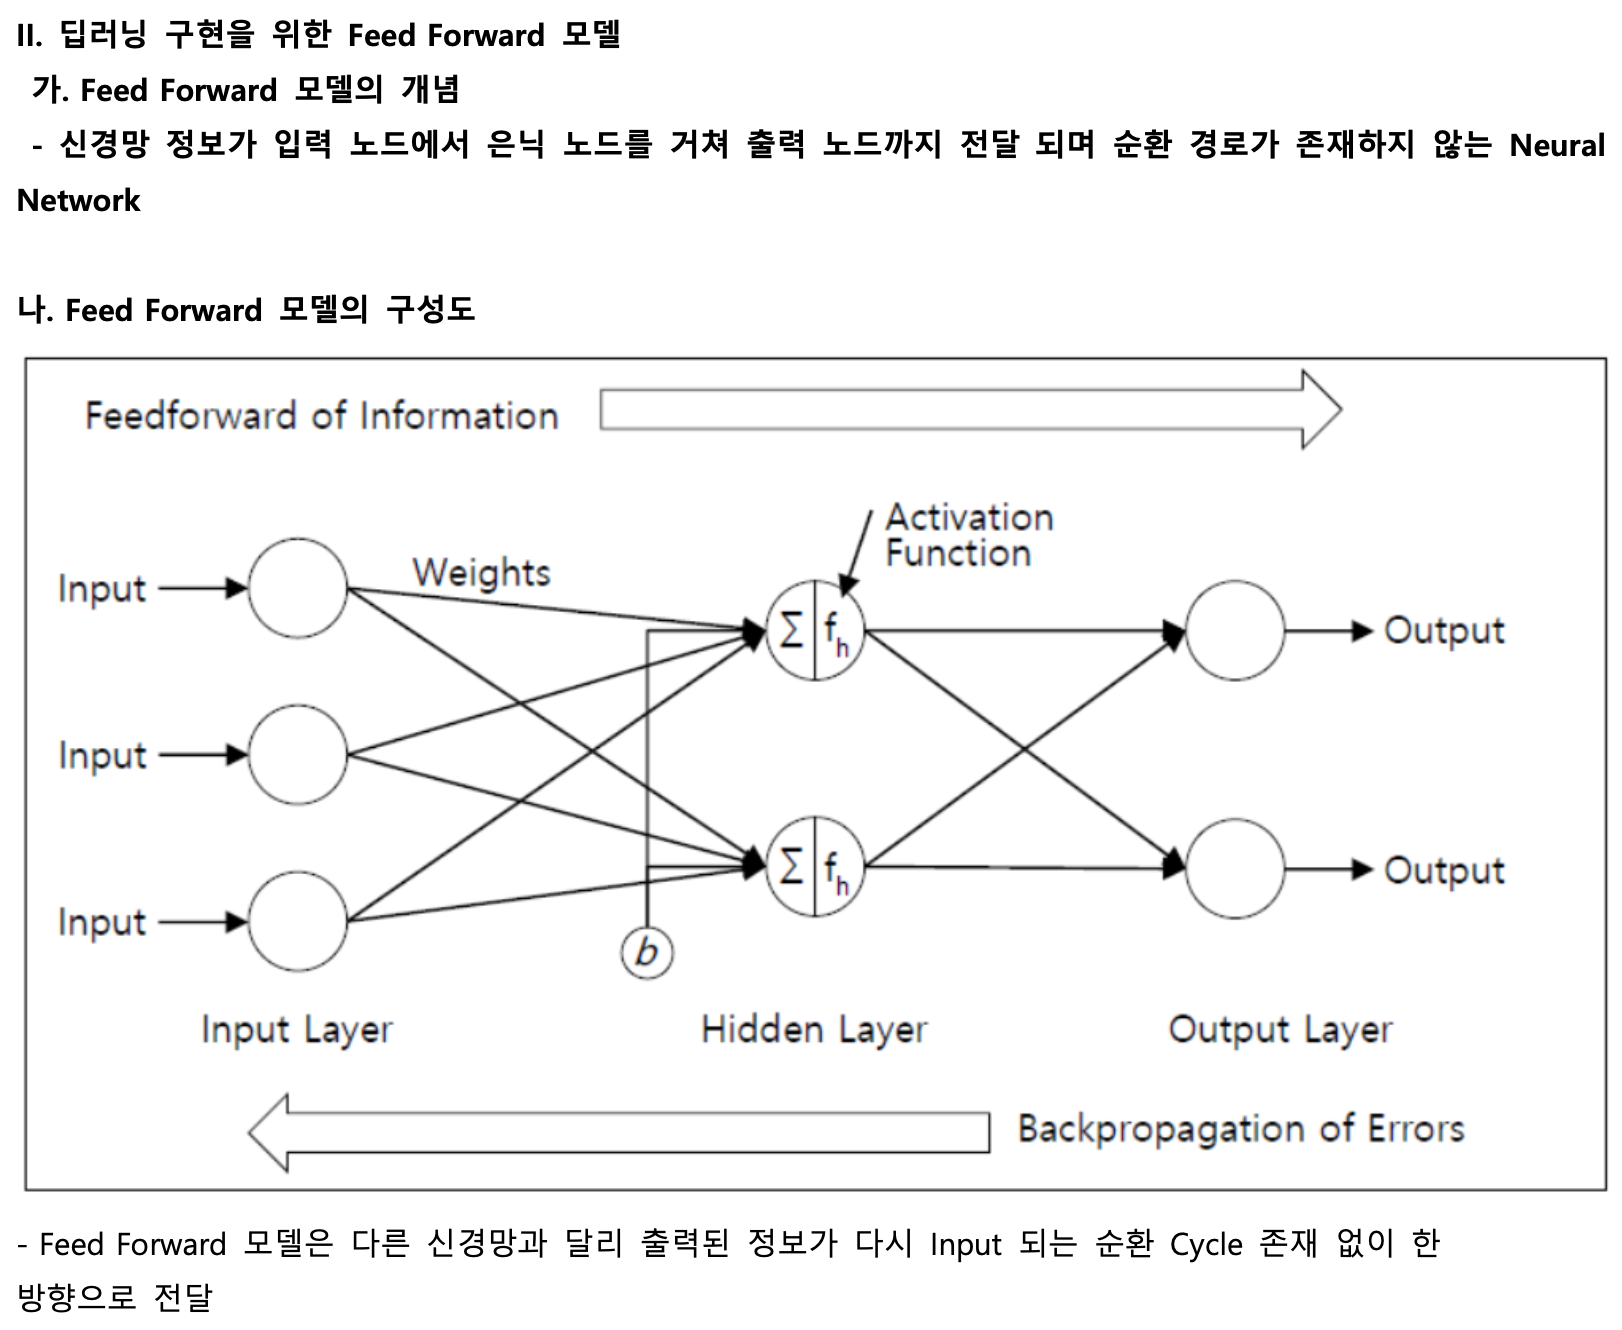 II. 딥러닝 구현을 위한 Feed Forward 모델
가. Feed Forward 모델의 개념
- 신경망 정보가 입력 노드에서 은닉 노드를 거쳐 출력 노드까지 전달 되며 순환 경로가 존재하지 않는 Neural
Network
나. Feed Forward 모델의 구성도
Feedforward of Information
Activation
Function
Weights
Input
Σ f_h
Output
Input
Input
Σ f_h
Output
b
Input Layer
Hidden Layer
Output Layer
Backpropagation of Errors
- Feed Forward 모델은 다른 신경망과 달리 출력된 정보가 다시 Input 되는 순환 Cycle 존재 없이 한
방향으로 전달